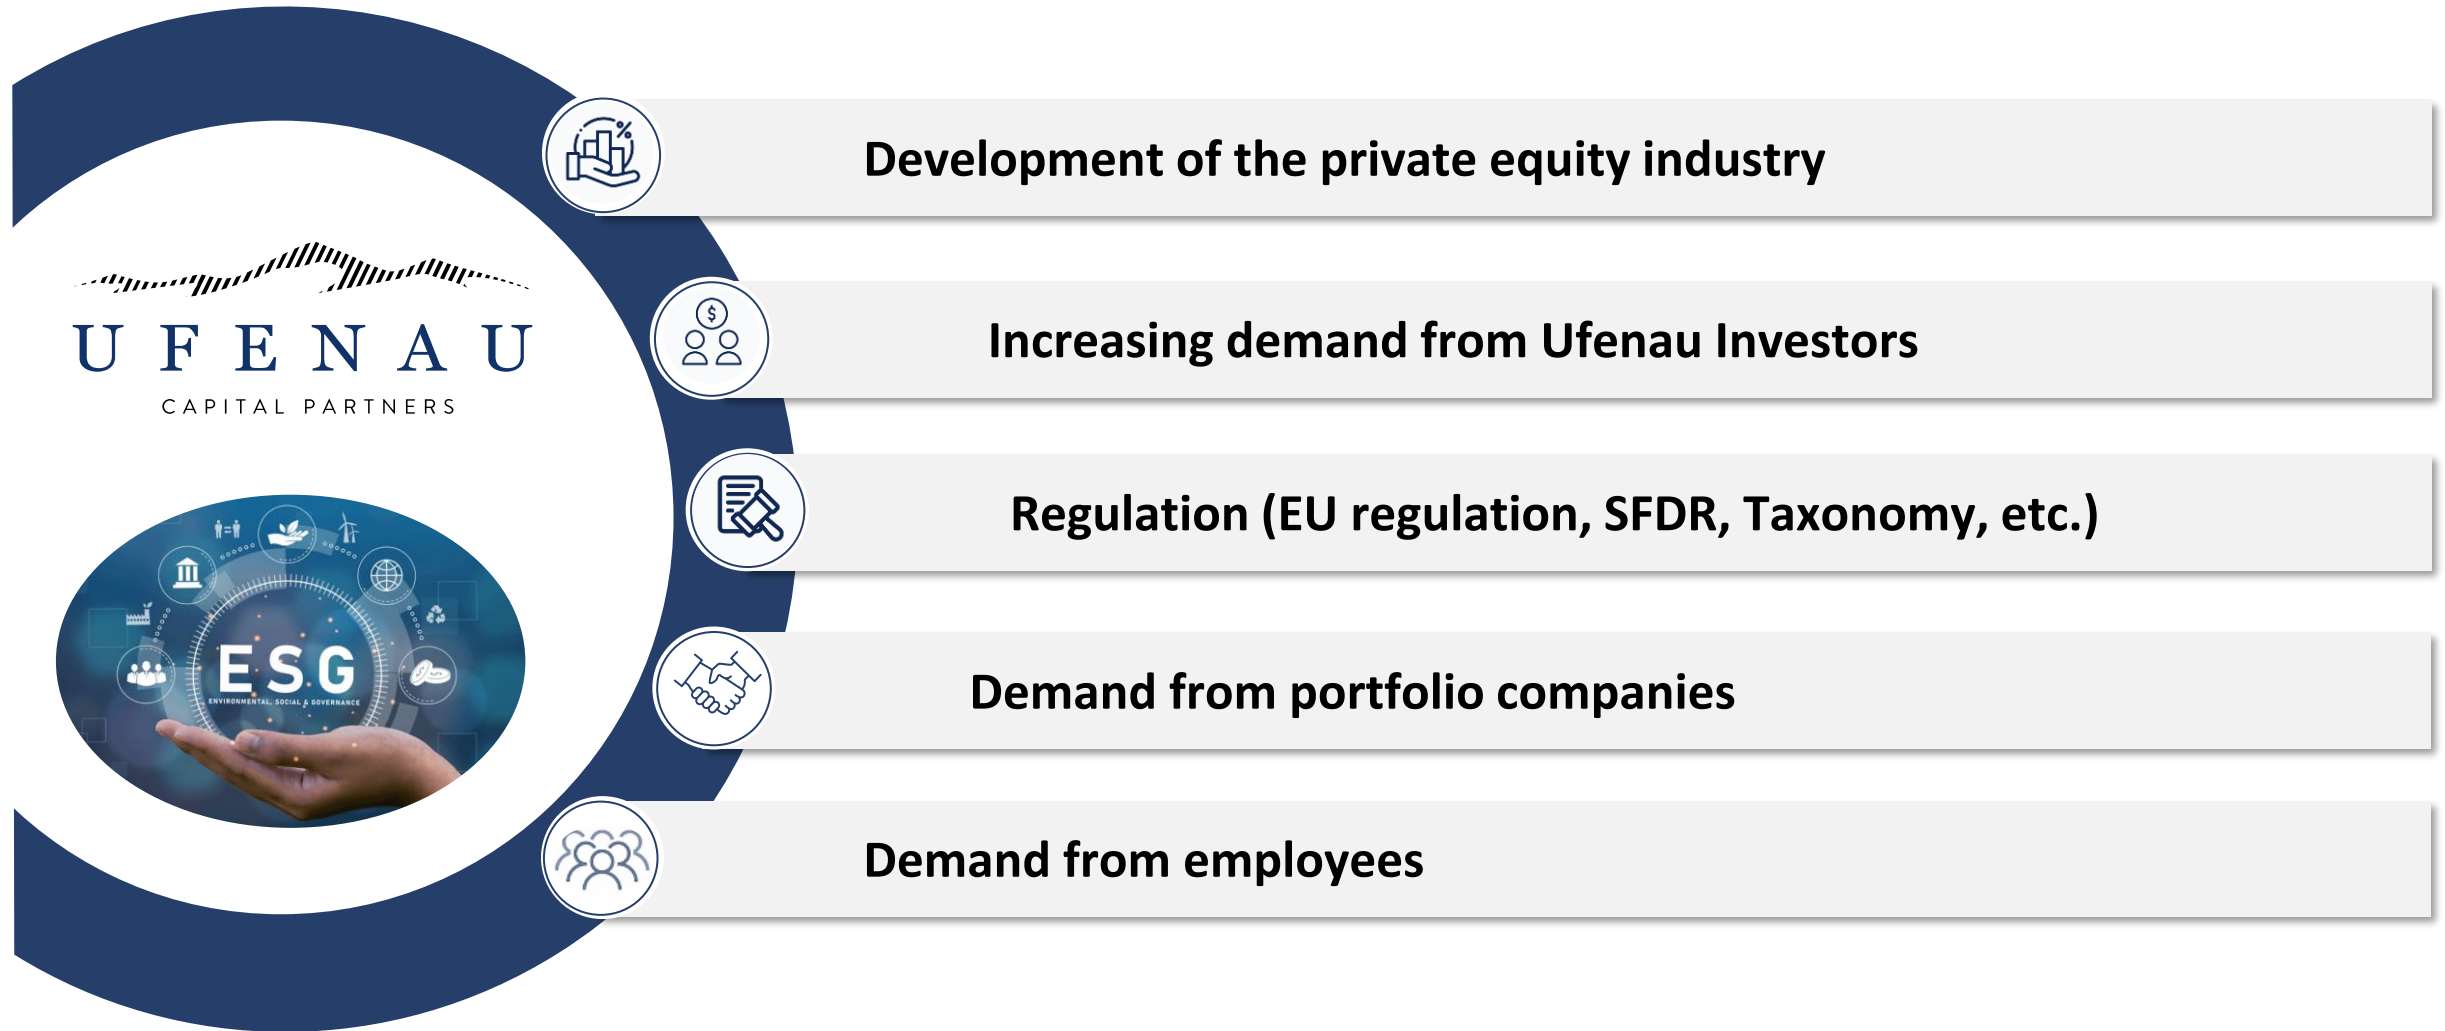 UFENAU
CAPITAL PARTNERS
ESG
ENVIRONMENTAL, SOCIAL & GOVERNANCE
Development of the private equity industry
Increasing demand from Ufenau Investors
Regulation (EU regulation, SFDR, Taxonomy, etc.)
Demand from portfolio companies
Demand from employees